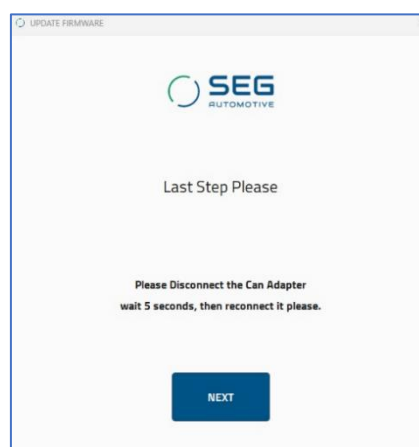 UPDATE FIRMWARE
SEG
AUTOMOTIVE
Last Step Please
Please Disconnect the Can Adapter
wait 5 seconds, then reconnect it please.
NEXT